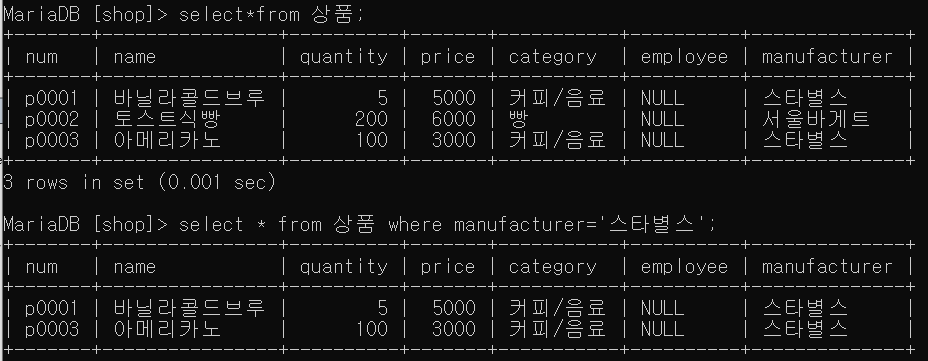 MariaDB [shop]> select*from 상품;
+-------+----------------+----------+-------+-----------+----------+--------------+
| num   | name           | quantity | price | category  | employee | manufacturer |
+-------+----------------+----------+-------+-----------+----------+--------------+
| p0001 | 바닐라콜드브루 |        5 |  5000 | 커피/음료 | NULL     | 스타별스     |
| p0002 | 토스트식빵     |      200 |  6000 | 빵        | NULL     | 서울바게트   |
| p0003 | 아메리카노     |      100 |  3000 | 커피/음료 | NULL     | 스타별스     |
+-------+----------------+----------+-------+-----------+----------+--------------+
3 rows in set (0.001 sec)
MariaDB [shop]> select * from 상품 where manufacturer='스타별스';
+-------+----------------+----------+-------+-----------+----------+--------------+
| num   | name           | quantity | price | category  | employee | manufacturer |
+-------+----------------+----------+-------+-----------+----------+--------------+
| p0001 | 바닐라콜드브루 |        5 |  5000 | 커피/음료 | NULL     | 스타별스     |
| p0003 | 아메리카노     |      100 |  3000 | 커피/음료 | NULL     | 스타별스     |
+-------+----------------+----------+-------+-----------+----------+--------------+